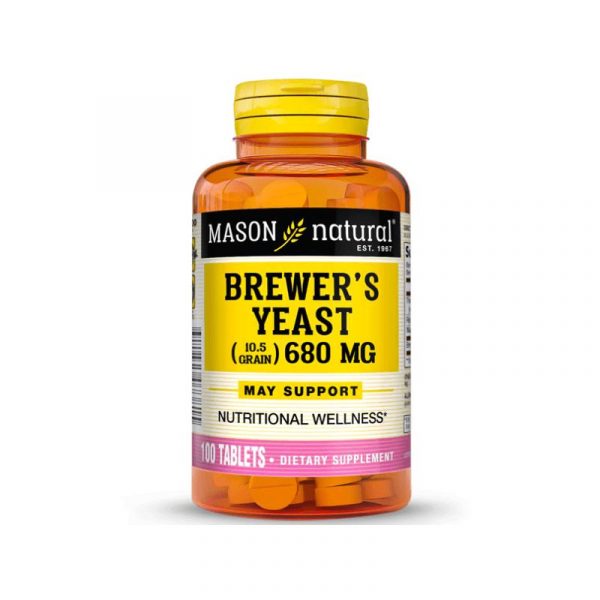 MASON natural®
EST. 1967
BREWER'S
YEAST
(10.5 GRAIN) 680 MG
MAY SUPPORT
NUTRITIONAL WELLNESS*
100 TABLETS • DIETARY SUPPLEMENT